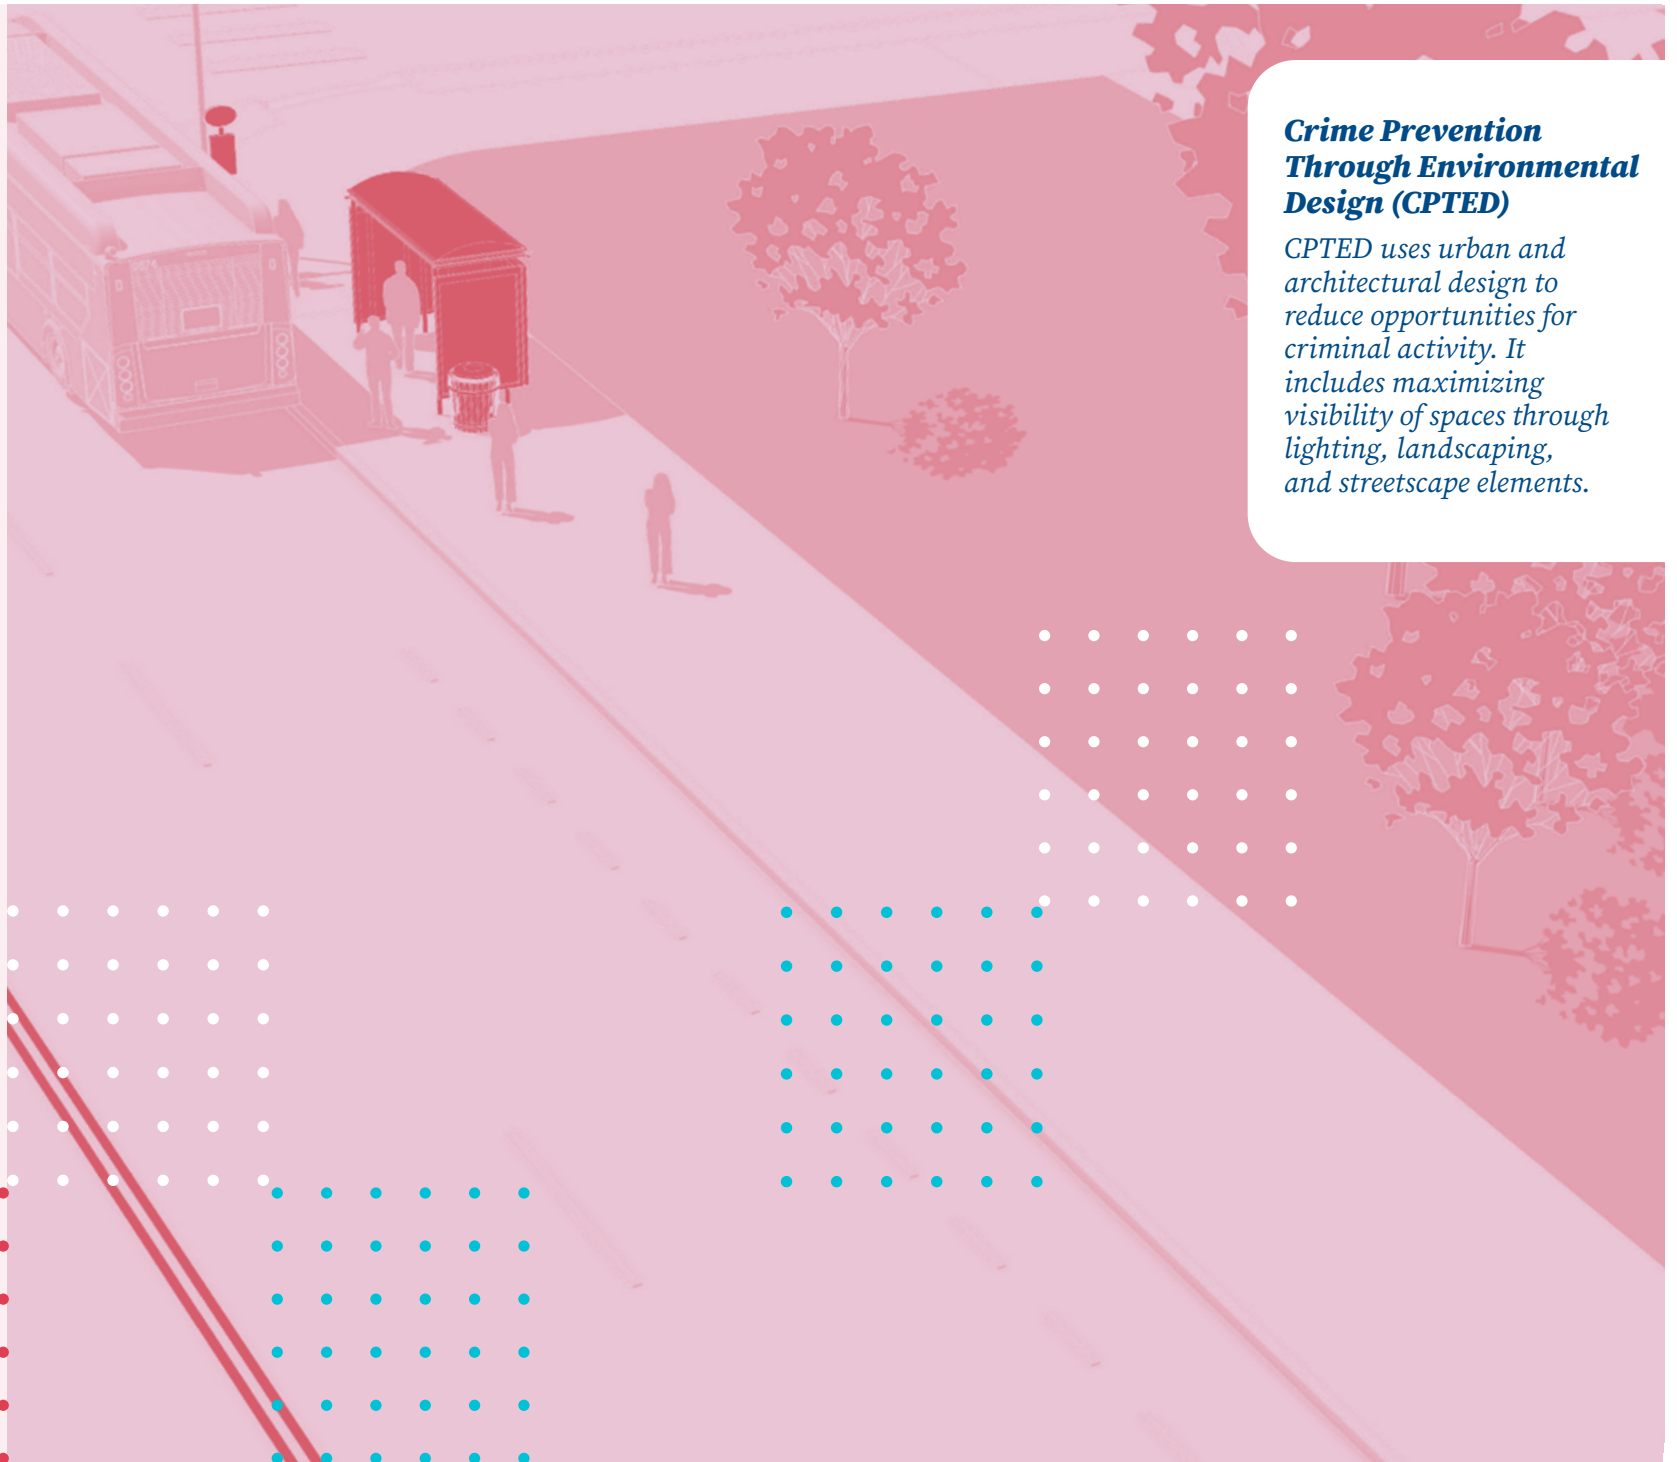 Crime Prevention
Through Environmental
Design (CPTED)
CPTED uses urban and
architectural design to
reduce opportunities for
criminal activity. It
includes maximizing
visibility of spaces through
lighting, landscaping,
and streetscape elements.